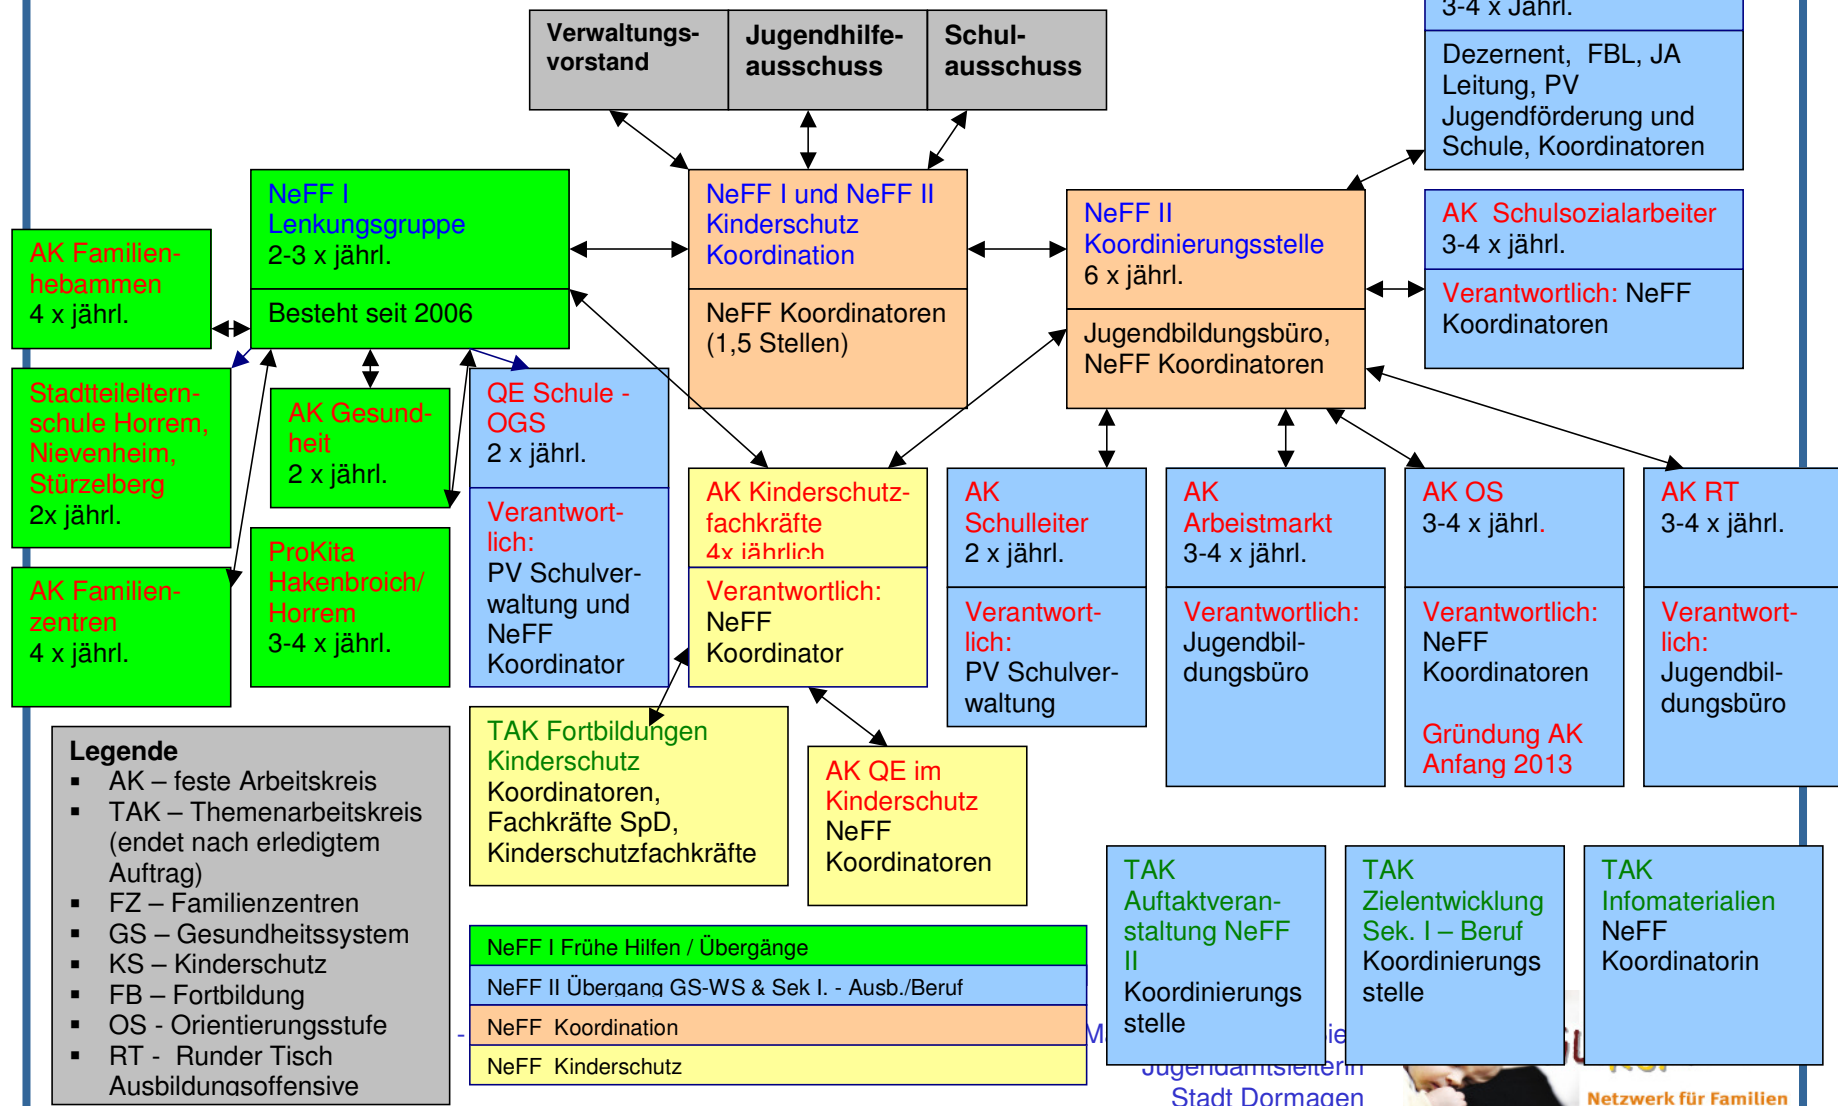 3-4 x Jährl.
Dezernent, FBL, JA
Leitung, PV
Jugendförderung und
Schule, Koordinatoren
Verwaltungs-
vorstand
Jugendhilfe-
ausschuss
Schul-
ausschuss
NeFF I
Lenkungsgruppe
2-3 x jährl.
Besteht seit 2006
NeFF I und NeFF II
Kinderschutz
Koordination
NeFF Koordinatoren
(1,5 Stellen)
NeFF II
Koordinierungsstelle
6 x jährl.
Jugendbildungsbüro,
NeFF Koordinatoren
AK Schulsozialarbeiter
3-4 x jährl.
Verantwortlich: NeFF
Koordinatoren
AK Familien-
hebammen
4 x jährl.
Stadtteileltern-
schule Horrem,
Nievenheim,
Stürzelberg
2x jährl.
AK Gesund-
heit
2 x jährl.
QE Schule -
OGS
2 x jährl.
Verantwort-
lich:
PV Schulver-
waltung und
NeFF
Koordinator
AK Familien-
zentren
4 x jährl.
ProKita
Hakenbroich/
Horrem
3-4 x jährl.
AK Kinderschutz-
fachkräfte
4x jährlich
Verantwortlich:
NeFF
Koordinator
AK
Schulleiter
2 x jährl.
Verantwort-
lich:
PV Schulver-
waltung
AK
Arbeistmarkt
3-4 x jährl.
Verantwortlich:
Jugendbil-
dungsbüro
AK OS
3-4 x jährl.
Verantwortlich:
NeFF
Koordinatoren
Gründung AK
Anfang 2013
AK RT
3-4 x jährl.
Verantwort-
lich:
Jugendbil-
dungsbüro
TAK Fortbildungen
Kinderschutz
Koordinatoren,
Fachkräfte SpD,
Kinderschutzfachkräfte
AK QE im
Kinderschutz
NeFF
Koordinatoren
Legende
▪ AK – feste Arbeitskreis
▪ TAK – Themenarbeitskreis
(endet nach erledigtem
Auftrag)
▪ FZ – Familienzentren
▪ GS – Gesundheitssystem
▪ KS – Kinderschutz
▪ FB – Fortbildung
▪ OS - Orientierungsstufe
▪ RT - Runder Tisch
Ausbildungsoffensive
NeFF I Frühe Hilfen / Übergänge
NeFF II Übergang GS-WS & Sek I. - Ausb./Beruf
NeFF Koordination
NeFF Kinderschutz
TAK
Auftaktveran-
staltung NeFF
II
Koordinierungs
stelle
TAK
Zielentwicklung
Sek. I – Beruf
Koordinierungs
stelle
TAK
Infomaterialien
NeFF
Koordinatorin
Jugendamtsleiterin
Stadt Dormagen
Netzwerk für Familien